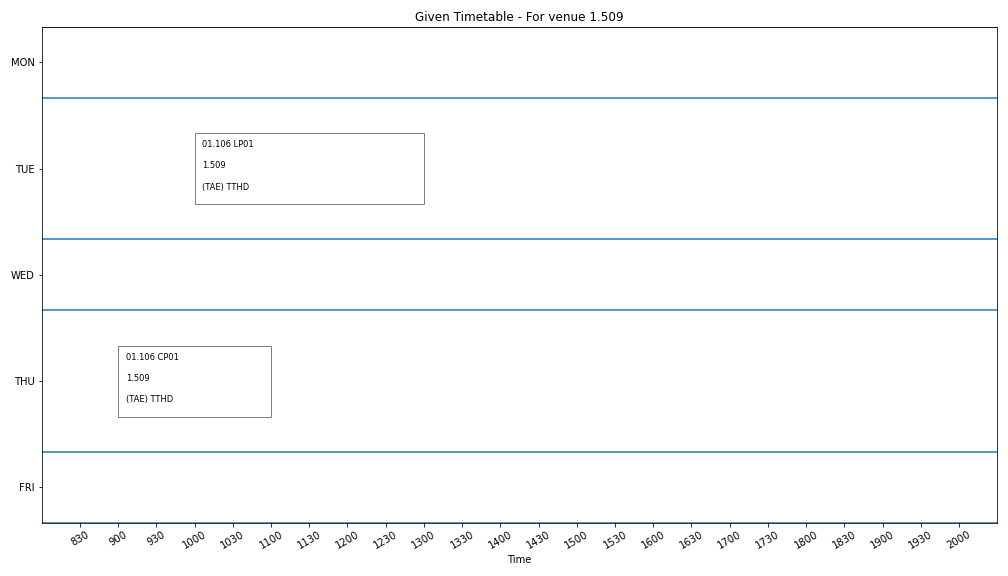 Given Timetable - For venue 1.509
MON
TUE
01.106 LP01
1.509
(TAE) TTHD
WED
THU
01.106 CP01
1.509
(TAE) TTHD
FRI
830 900 930 1000 1030 1100 1130 1200 1230 1300 1330 1400 1430 1500 1530 1600 1630 1700 1730 1800 1830 1900 1930 2000
Time